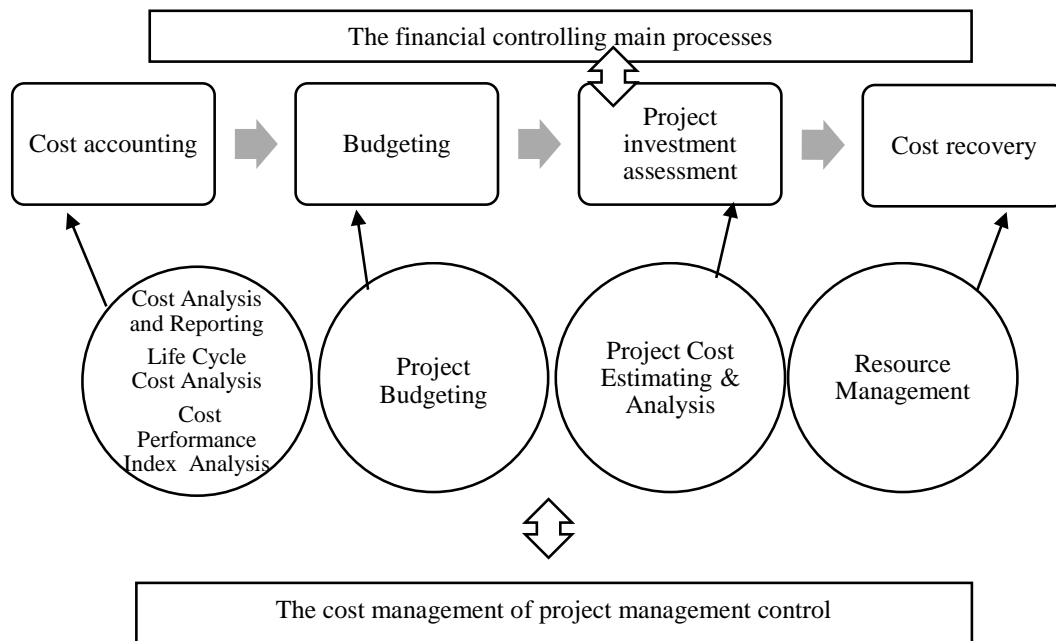 The financial controlling main processes
Cost accounting
Budgeting
Project
investment
assessment
Cost recovery
Cost Analysis
and Reporting
Life Cycle
Cost Analysis
Cost
Performance
Index Analysis
Project
Budgeting
Project Cost
Estimating &
Analysis
Resource
Management
The cost management of project management control